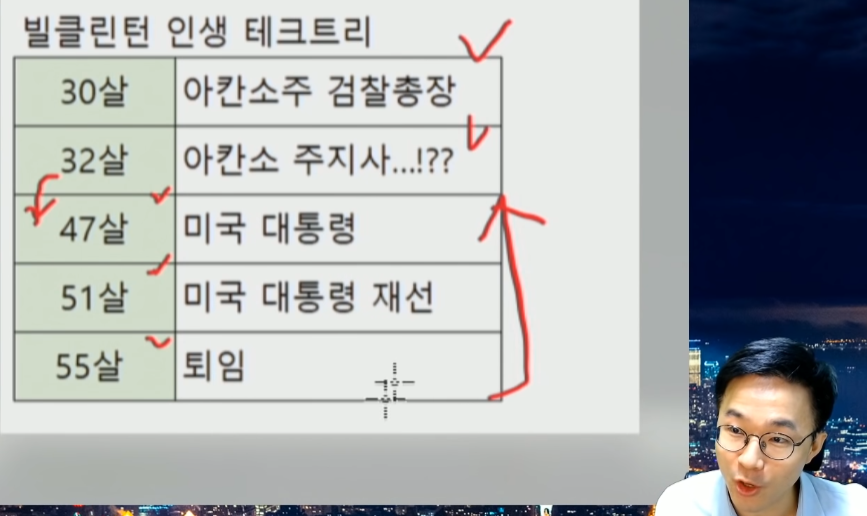 빌클린턴 인생 테크트리
30살 아칸소주 검찰총장
32살 아칸소 주지사...!??
47살 미국 대통령
51살 미국 대통령 재선
55살 퇴임